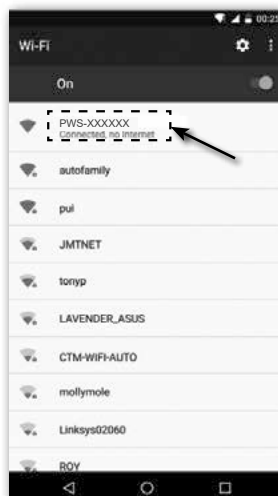 00:25
Wi-Fi
On
PWS-XXXXXX
Connected, no Internet
autofamily
pui
JMTNET
tonyp
LAVENDER_ASUS
CTM-WIFI-AUTO
mollymole
Linksys02060
ROY